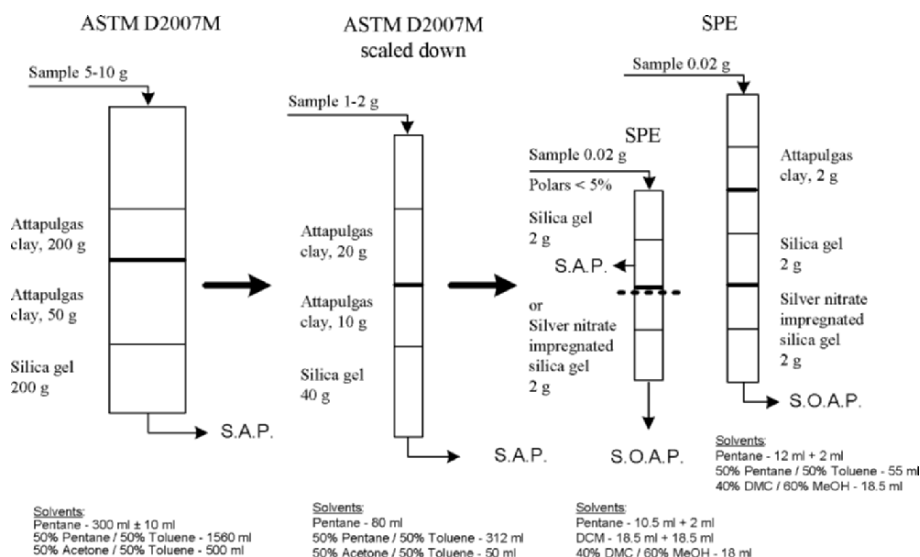 ASTM D2007M
Sample 5-10 g
Attapulgas
clay, 200 g
Attapulgas
clay, 50 g
Silica gel
200 g
S.A.P.
Solvents:
Pentane - 300 ml ± 10 ml
50% Pentane / 50% Toluene - 1560 ml
50% Acetone / 50% Toluene - 500 ml
ASTM D2007M
scaled down
Sample 1-2 g
Attapulgas
clay, 20 g
Attapulgas
clay, 10 g
Silica gel
40 g
S.A.P.
Solvents:
Pentane - 80 ml
50% Pentane / 50% Toluene - 312 ml
50% Acetone / 50% Toluene - 50 ml
SPE
Sample 0.02 g
Polars < 5%
Silica gel
2 g
S.A.P.
or
Silver nitrate
impregnated
silica gel
2 g
S.O.A.P.
Solvents:
Pentane - 10.5 ml + 2 ml
DCM - 18.5 ml + 18.5 ml
40% DMC / 60% MeOH - 18 ml
SPE
Sample 0.02 g
Attapulgas
clay, 2 g
Silica gel
2 g
Silver nitrate
impregnated
silica gel
2 g
S.O.A.P.
Solvents:
Pentane - 12 ml + 2 ml
50% Pentane / 50% Toluene - 55 ml
40% DMC / 60% MeOH - 18.5 ml